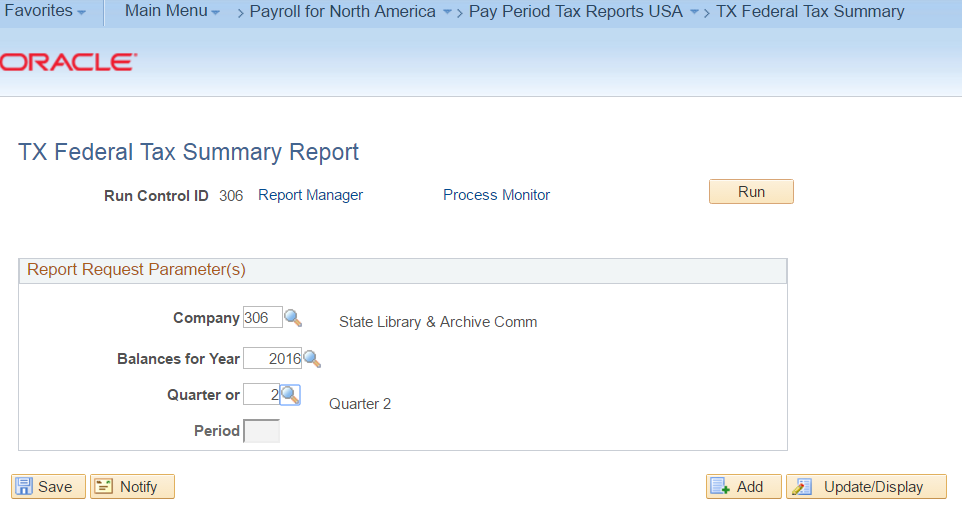 Favorites Main Menu > Payroll for North America > Pay Period Tax Reports USA > TX Federal Tax Summary
ORACLE
TX Federal Tax Summary Report
Run Control ID 306 Report Manager Process Monitor Run
Report Request Parameter(s)
Company 306 State Library & Archive Comm
Balances for Year 2016
Quarter or 2 Quarter 2
Period
Save Notify Add Update/Display